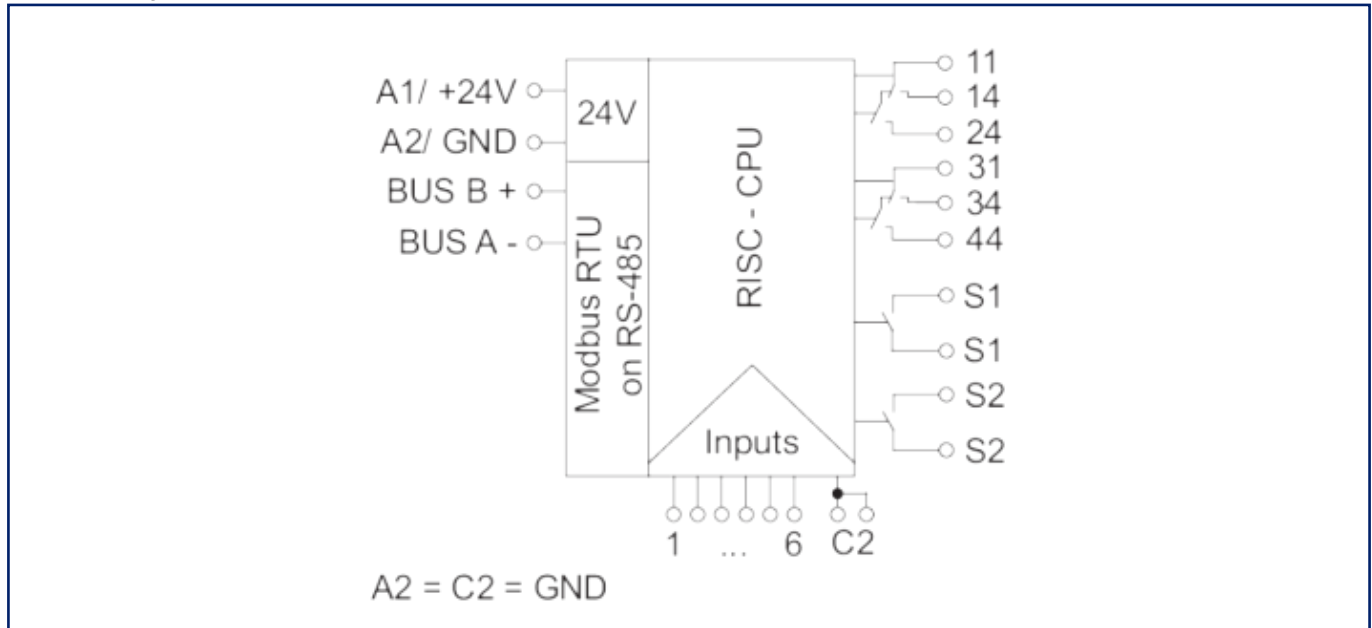 A1/ +24V
A2/ GND
BUS B +
BUS A -
24V
Modbus RTU
on RS-485
RISC - CPU
Inputs
11
14
24
31
34
44
S1
S1
S2
S2
1 ... 6 C2
A2 = C2 = GND